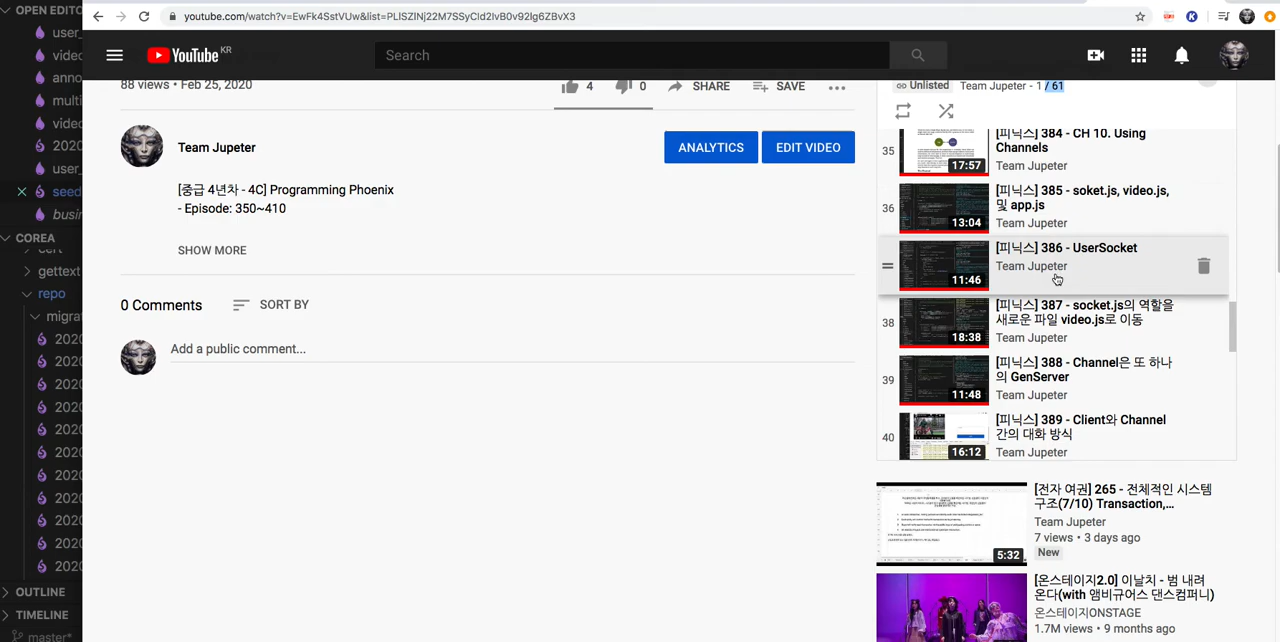 OPEN EDITO
user_
video
anno
multi
video
2020
user_
seed
busir
COREA
cert
gettext
repo
migrat
2020
2020
2020
2020
2020
2020
2020
2020
2020
2020
2020
OUTLINE
TIMELINE
master*
youtube.com/watch?v=EwFk4SstVUw&list=PLlSZlNj22M7SSyCId2IvB0v92lg6ZBvX3
YouTube KR
Search
88 views • Feb 25, 2020
4
0
SHARE
SAVE
Team Jupeter
ANALYTICS
EDIT VIDEO
[중급 4년차 - 4C] Programming Phoenix
- Episode: 350~410
SHOW MORE
0 Comments
SORT BY
Add a public comment...
Unlisted
Team Jupeter - 1 / 61
35
17:57
[피닉스] 384 - CH 10. Using
Channels
Team Jupeter
36
13:04
[피닉스] 385 - soket.js, video.js,
및 app.js
Team Jupeter
11:46
[피닉스] 386 - UserSocket
Team Jupeter
38
18:38
[피닉스] 387 - socket.js의 역할을
새로운 파일 video.js로 이동
Team Jupeter
39
11:48
[피닉스] 388 - Channel은 또 하나
의 GenServer
Team Jupeter
40
16:12
[피닉스] 389 - Client와 Channel
간의 대화 방식
Team Jupeter
5:32
[전자 여권] 265 - 전체적인 시스템
구조(7/10) Transaction,...
Team Jupeter
7 views • 3 days ago
New
[온스테이지2.0] 이날치 - 범 내려
온다(with 앰비규어스 댄스컴퍼니)
온스테이지ONSTAGE
1.7M views • 9 months ago